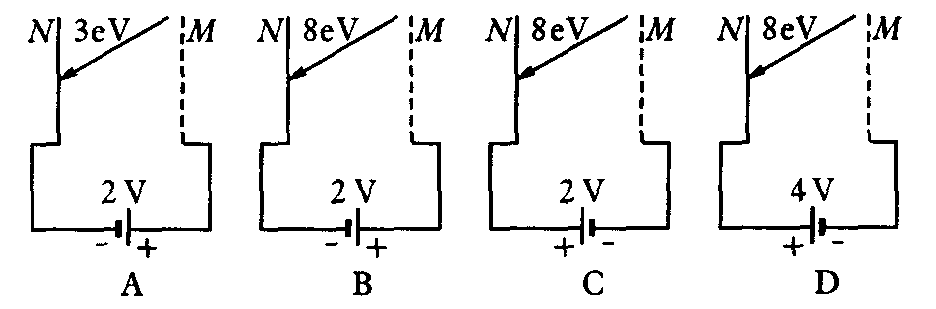 N 3eV M N 8eV M N 8eV M N 8eV M
2 V 2 V 2 V 4 V
- + - + + - + -
A B C D